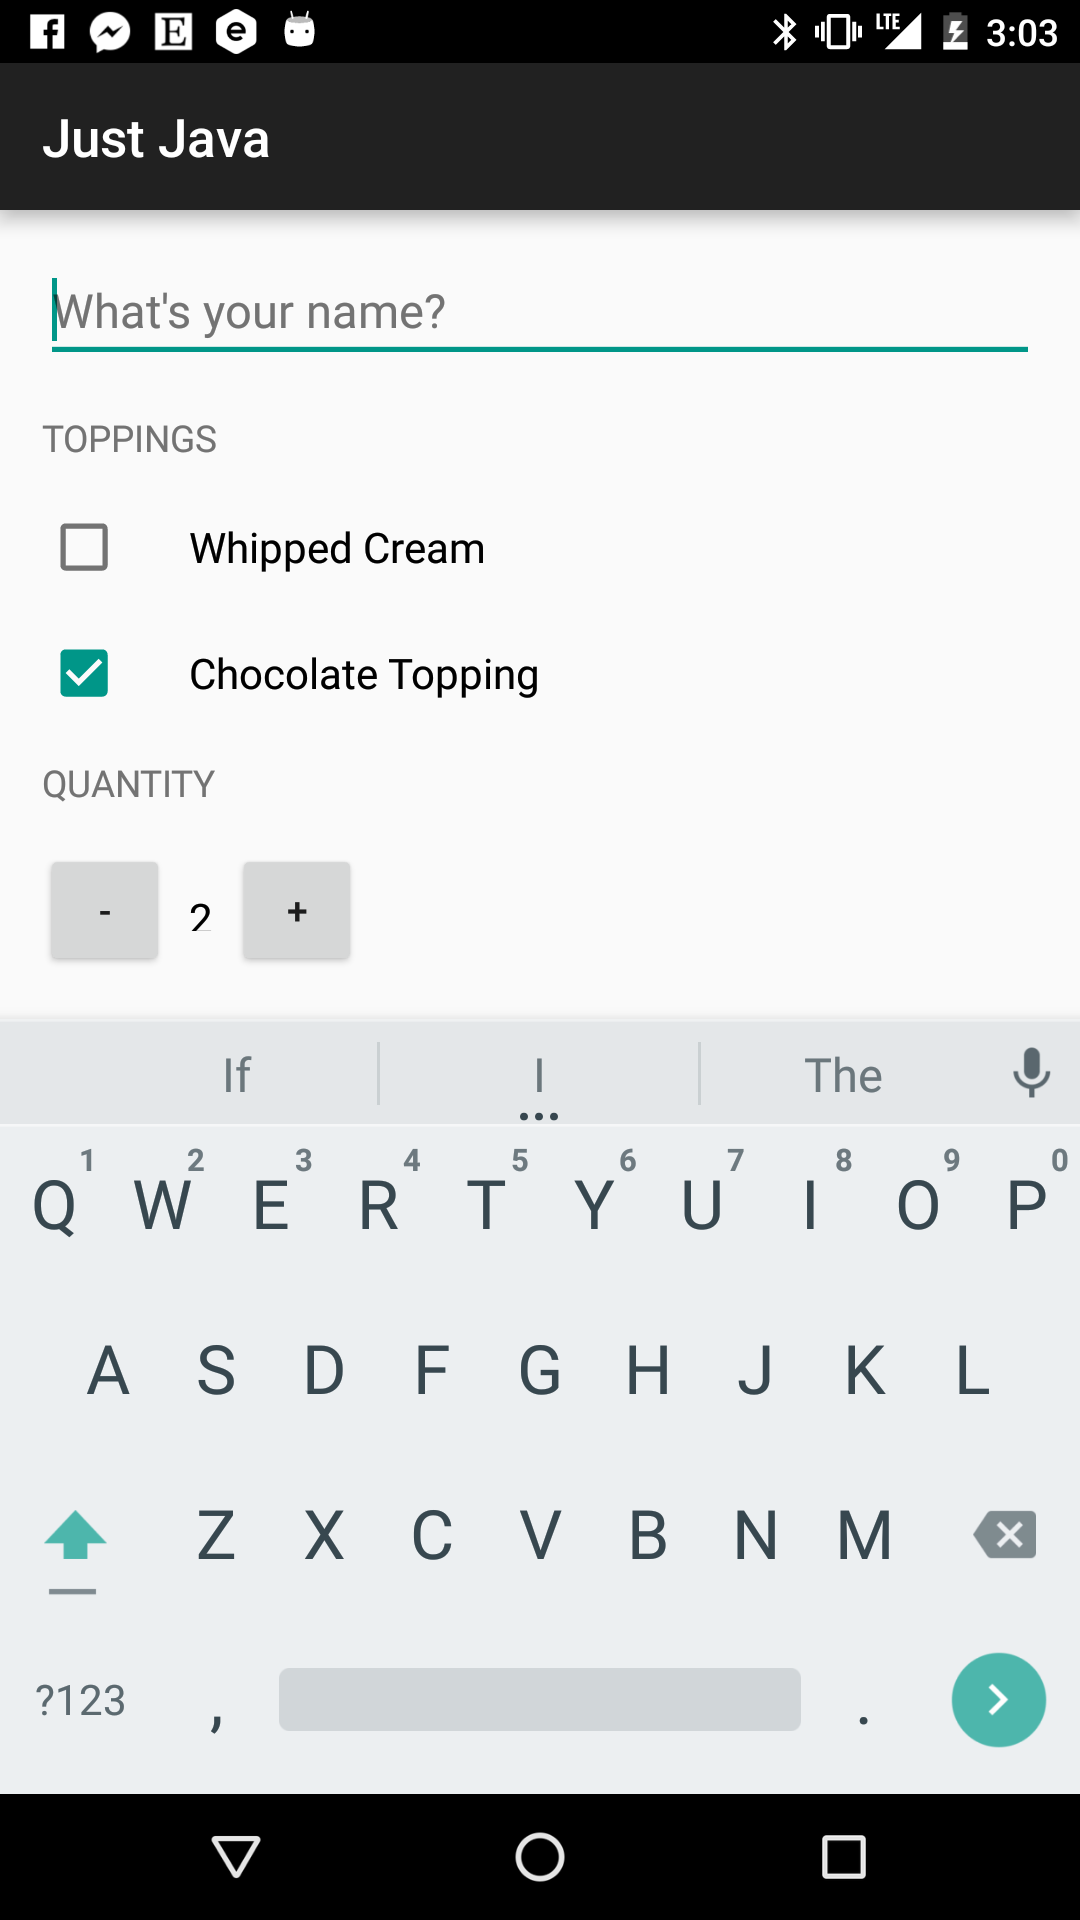 LTE 3:03
Just Java
What's your name?
TOPPINGS
Whipped Cream
Chocolate Topping
QUANTITY
- 2 +
If I The
1 2 3 4 5 6 7 8 9 0
Q W E R T Y U I O P
A S D F G H J K L
Z X C V B N M
?123 , .